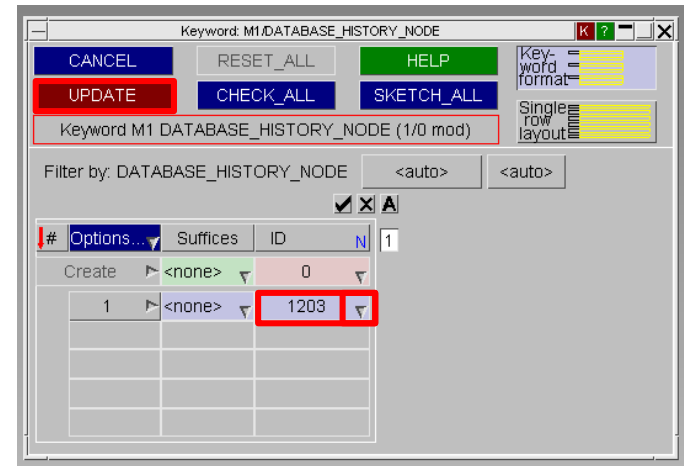 Keyword: M1/DATABASE_HISTORY_NODE K ? X
CANCEL RESET_ALL HELP Key-word format
UPDATE CHECK_ALL SKETCH_ALL Single row layout
Keyword M1 DATABASE_HISTORY_NODE (1/0 mod)
Filter by: DATABASE_HISTORY_NODE <auto> <auto>
X A
# Options... Suffices ID N 1
Create <none> 0
1 <none> 1203